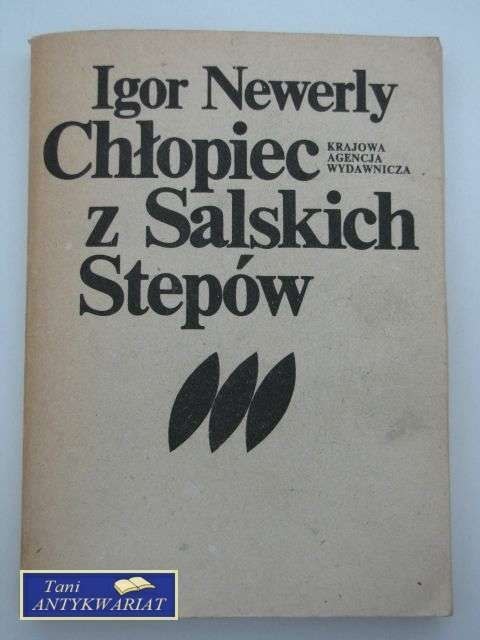 Igor Newerly
Chłopiec
KRAJOWA
AGENCJA
WYDAWNICZA
z Salskich
Stepów
Tani
ANTYKWARIAT